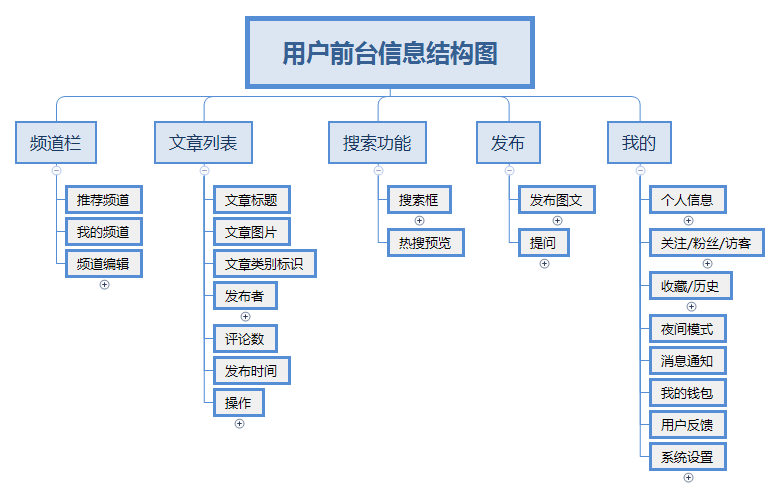 用户前台信息结构图
频道栏
推荐频道
我的频道
频道编辑
文章列表
文章标题
文章图片
文章类别标识
发布者
评论数
发布时间
操作
搜索功能
搜索框
热搜预览
发布
发布图文
提问
我的
个人信息
关注/粉丝/访客
收藏/历史
夜间模式
消息通知
我的钱包
用户反馈
系统设置